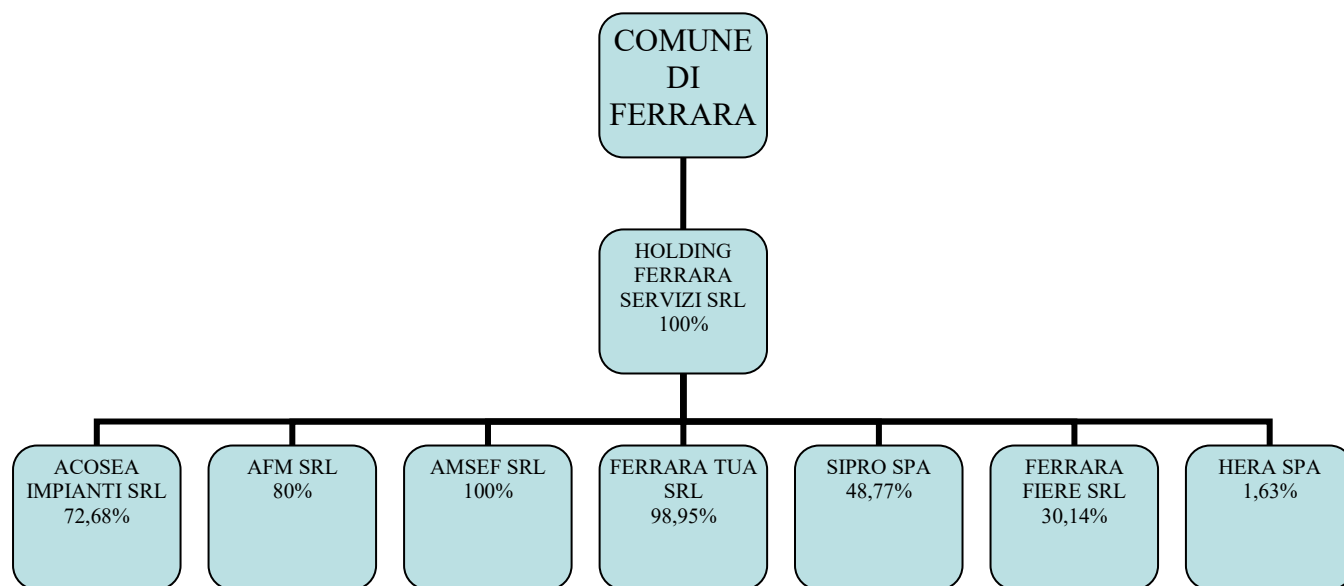 COMUNE
DI
FERRARA
HOLDING
FERRARA
SERVIZI SRL
100%
ACOSEA
IMPIANTI SRL
72,68%
AFM SRL
80%
AMSEF SRL
100%
FERRARA TUA
SRL
98,95%
SIPRO SPA
48,77%
FERRARA
FIERE SRL
30,14%
HERA SPA
1,63%